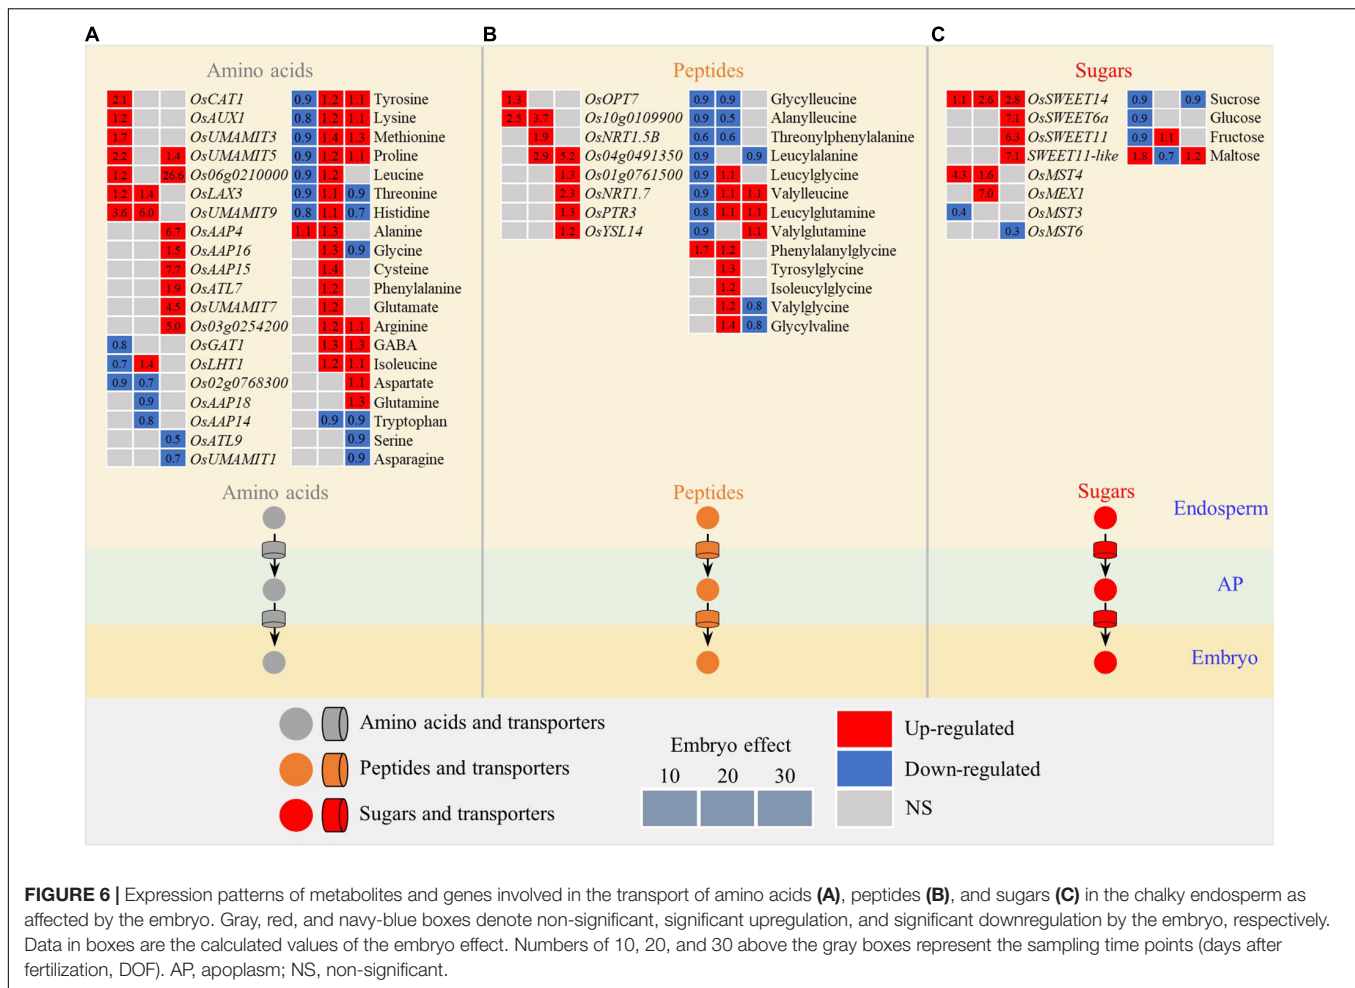 A
B
C
Amino acids
2.1 OsCAT1 0.9 1.2 1.1 Tyrosine
1.2 OsAUX1 0.8 1.2 1.1 Lysine
1.7 OsUMAMIT3 0.9 1.4 1.3 Methionine
2.2 1.4 OsUMAMIT5 0.9 1.2 1.1 Proline
1.2 26.6 Os06g0210000 0.9 1.2 Leucine
1.2 1.4 OsLAX3 0.9 1.1 0.9 Threonine
3.6 6.0 OsUMAMIT9 0.8 1.1 0.7 Histidine
6.7 OsAAP4 1.1 1.3 Alanine
1.5 OsAAP16 1.3 0.9 Glycine
7.7 OsAAP15 1.4 Cysteine
1.9 OsATL7 1.2 Phenylalanine
4.5 OsUMAMIT7 1.2 Glutamate
5.0 Os03g0254200 1.2 1.1 Arginine
0.8 OsGAT1 1.3 1.3 GABA
0.7 1.4 OsLHT1 1.2 1.1 Isoleucine
0.9 0.7 Os02g0768300 1.1 Aspartate
0.9 OsAAP18 1.3 Glutamine
0.8 OsAAP14 0.9 0.9 Tryptophan
0.5 OsATL9 0.9 Serine
0.7 OsUMAMIT1 0.9 Asparagine
Amino acids
Peptides
1.3 OsOPT7 0.9 0.9 Glycylleucine
2.5 3.7 Os10g0109900 0.9 0.5 Alanylleucine
1.9 OsNRT1.5B 0.6 0.6 Threonylphenylalanine
2.9 5.2 Os04g0491350 0.9 0.9 Leucylalanine
1.3 Os01g0761500 0.9 1.1 Leucylglycine
2.3 OsNRT1.7 0.9 1.1 1.1 Valylleucine
1.3 OsPTR3 0.8 1.1 1.1 Leucylglutamine
1.2 OsYSL14 0.9 1.1 Valylglutamine
1.7 1.2 Phenylalanylglycine
1.3 Tyrosylglycine
1.2 Isoleucylglycine
1.2 0.8 Valylglycine
1.4 0.8 Glycylvaline
Peptides
Sugars
1.1 2.6 2.8 OsSWEET14 0.9 0.9 Sucrose
7.1 OsSWEET6a 0.9 Glucose
6.3 OsSWEET11 0.9 1.1 Fructose
7.1 SWEET11-like 1.8 0.7 1.2 Maltose
4.3 1.6 OsMST4
7.0 OsMEX1
0.4 OsMST3
0.3 OsMST6
Sugars
Endosperm
AP
Embryo
Amino acids and transporters
Peptides and transporters
Sugars and transporters
Embryo effect
10 20 30
Up-regulated
Down-regulated
NS
FIGURE 6 | Expression patterns of metabolites and genes involved in the transport of amino acids (A), peptides (B), and sugars (C) in the chalky endosperm as
affected by the embryo. Gray, red, and navy-blue boxes denote non-significant, significant upregulation, and significant downregulation by the embryo, respectively.
Data in boxes are the calculated values of the embryo effect. Numbers of 10, 20, and 30 above the gray boxes represent the sampling time points (days after
fertilization, DOF). AP, apoplasm; NS, non-significant.